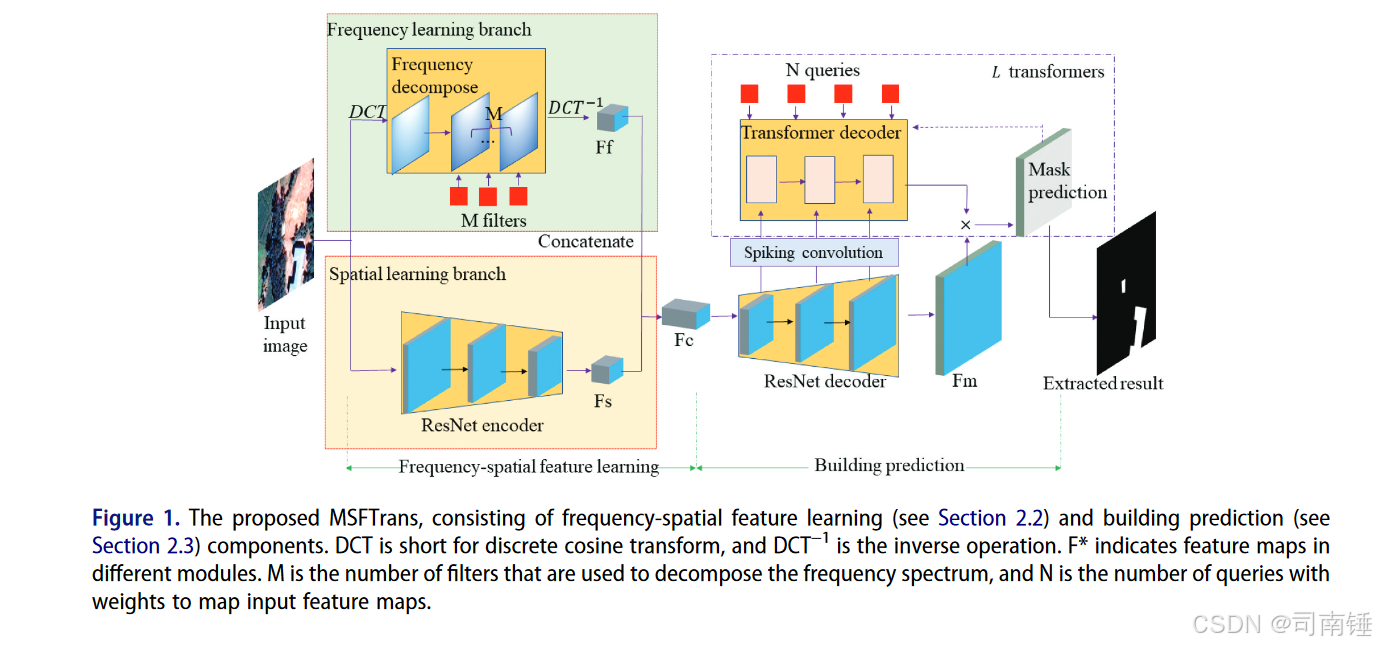 Frequency learning branch
Frequency
decompose
DCT
M
...
DCT⁻¹
Ff
M filters
Concatenate
Spatial learning branch
Input
image
ResNet encoder
Fs
Fc
Frequency-spatial feature learning
N queries
L transformers
Transformer decoder
Mask
prediction
×
Spiking convolution
ResNet decoder
Fm
Extracted result
Building prediction
Figure 1. The proposed MSFTrans, consisting of frequency-spatial feature learning (see Section 2.2) and building prediction (see
Section 2.3) components. DCT is short for discrete cosine transform, and DCT⁻¹ is the inverse operation. F* indicates feature maps in
different modules. M is the number of filters that are used to decompose the frequency spectrum, and N is the number of queries with
weights to map input feature maps.
CSDN @司南锤